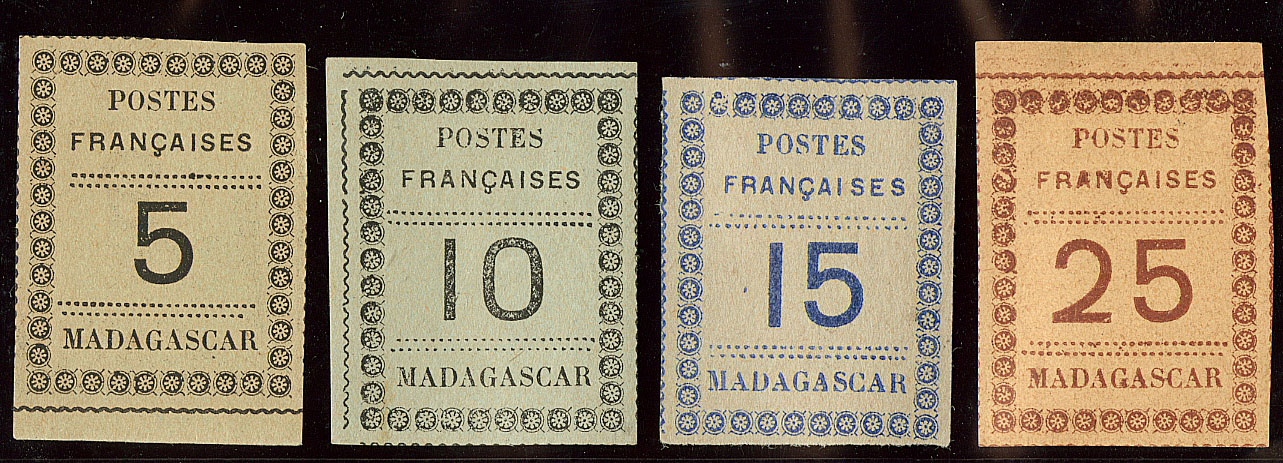 POSTES
FRANÇAISES
5
MADAGASCAR
POSTES
FRANÇAISES
10
MADAGASCAR
POSTES
FRANÇAISES
15
MADAGASCAR
POSTES
FRANÇAISES
25
MADAGASCAR